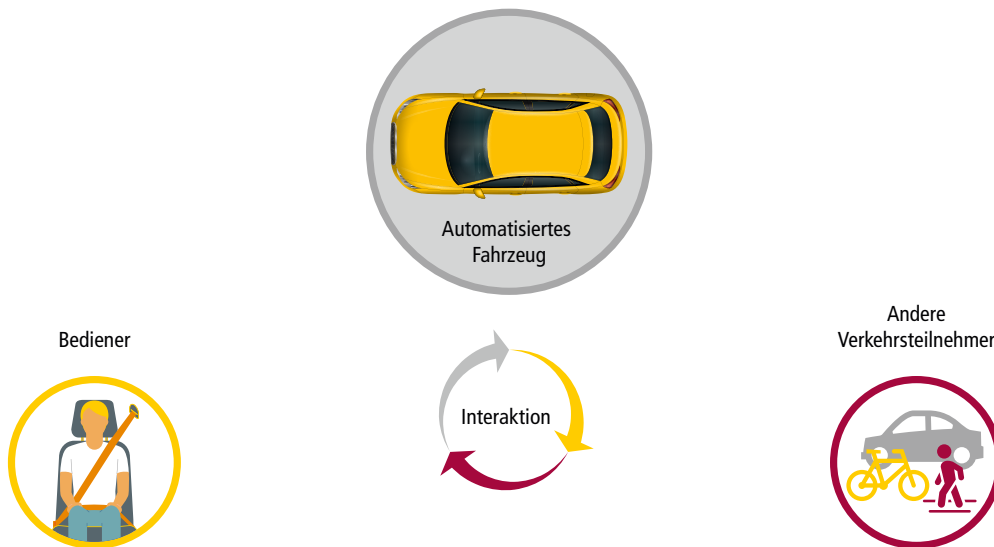 Automatisiertes
Fahrzeug
Bediener
Andere
Verkehrsteilnehmer
Interaktion